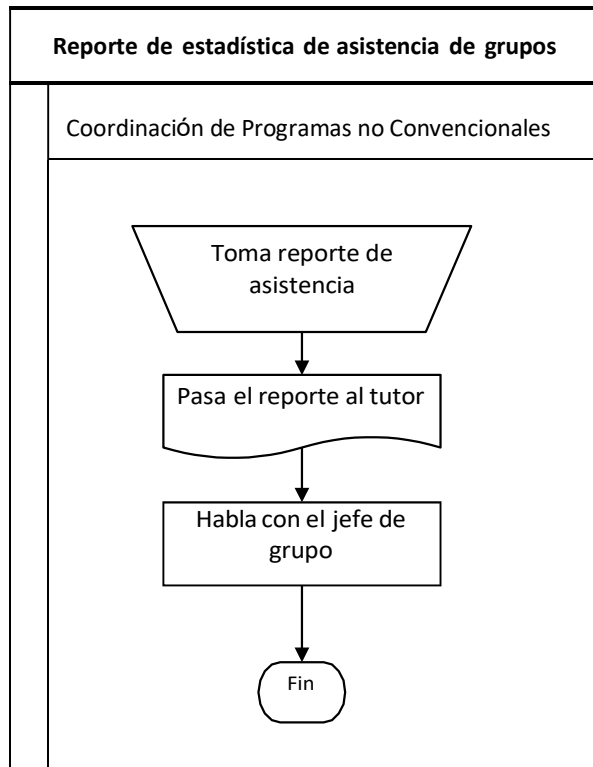 Reporte de estadística de asistencia de grupos
Coordinación de Programas no Convencionales
Toma reporte de
asistencia
Pasa el reporte al tutor
Habla con el jefe de
grupo
Fin